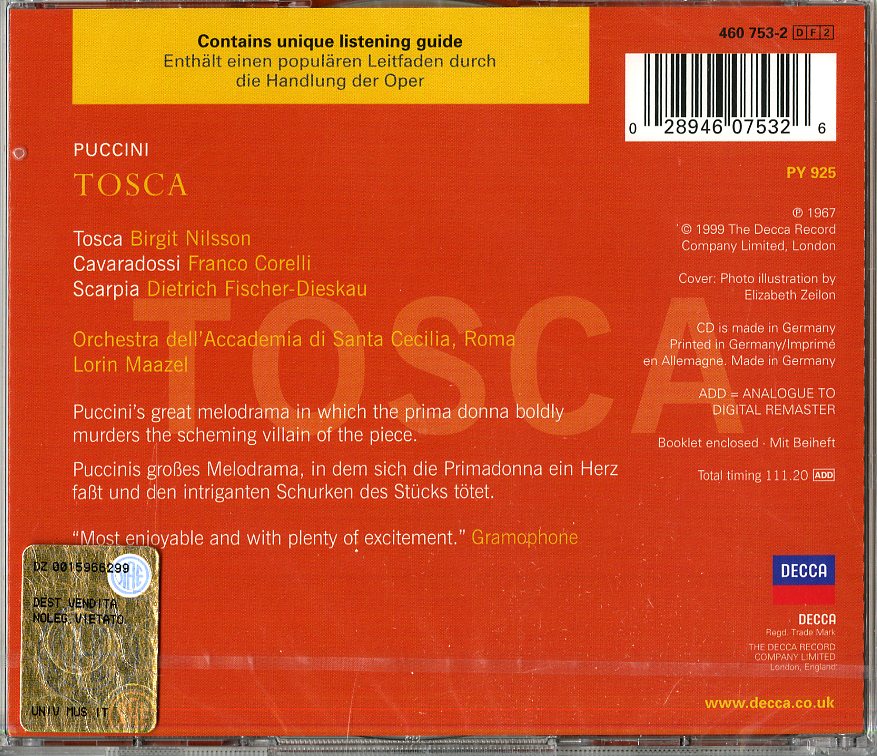 Contains unique listening guide
Enthält einen populären Leitfaden durch
die Handlung der Oper
460 753-2 D F 2
0 28946 07532 6
PY 925
PUCCINI
TOSCA
Tosca Birgit Nilsson
Cavaradossi Franco Corelli
Scarpia Dietrich Fischer-Dieskau
TOSCA
Orchestra dell'Accademia di Santa Cecilia, Roma
Lorin Maazel
Puccini's great melodrama in which the prima donna boldly
murders the scheming villain of the piece.
Puccinis großes Melodrama, in dem sich die Primadonna ein Herz
faßt und den intriganten Schurken des Stücks tötet.
“Most enjoyable and with plenty of excitement.” Gramophone
℗ 1967
© 1999 The Decca Record
Company Limited, London
Cover: Photo illustration by
Elizabeth Zeilon
CD is made in Germany
Printed in Germany/Imprimé
en Allemagne. Made in Germany
ADD = ANALOGUE TO
DIGITAL REMASTER
Booklet enclosed · Mit Beiheft
Total timing 111.20 ADD
DECCA
DECCA
Regd. Trade Mark
THE DECCA RECORD
COMPANY LIMITED
London, England
www.decca.co.uk
DZ 0015966299
DEST VENDITA
NOLEG VIETATO
UNIV MUS IT